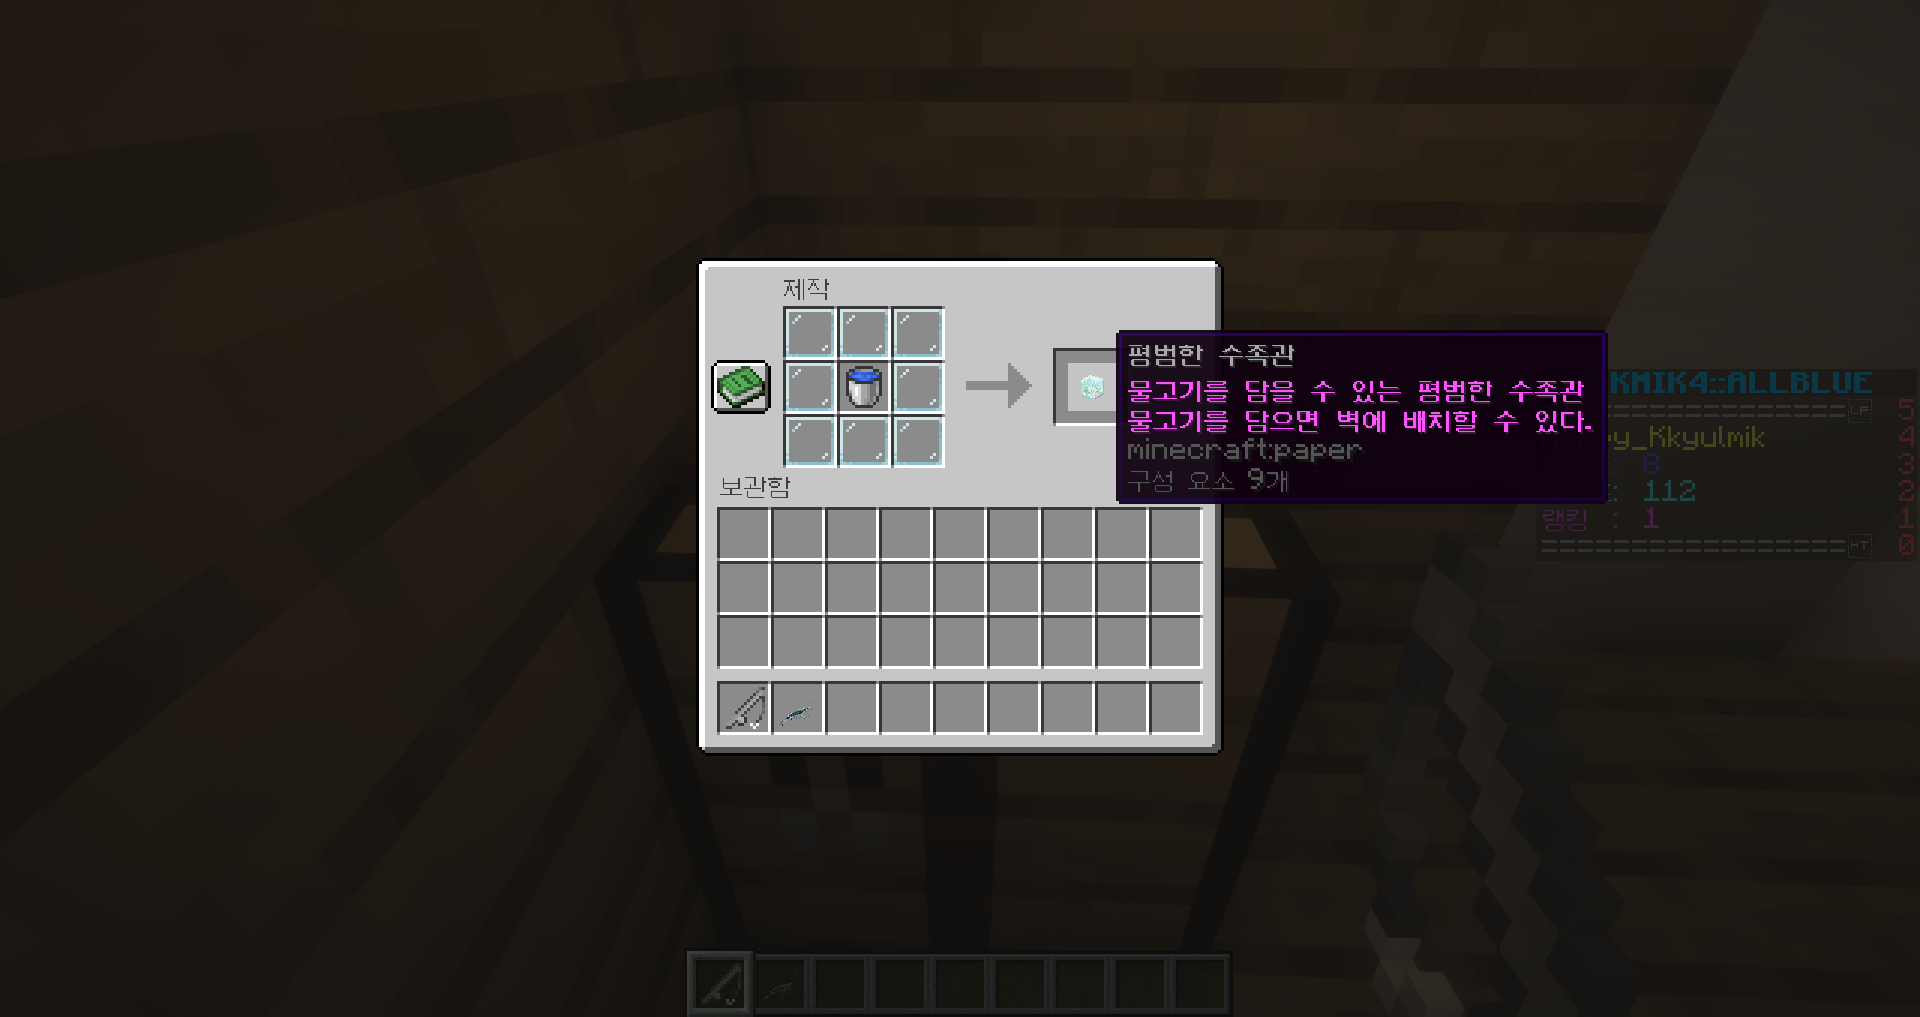 제작
평범한 수족관
물고기를 담을 수 있는 평범한 수족관
물고기를 담으면 벽에 배치할 수 있다.
minecraft:paper
구성 요소 9개
보관함
KNIK4::ALLBLUE
5
y_Kkyulmik
4
: 8
3
: 112
2
랭킹 : 1
1
0